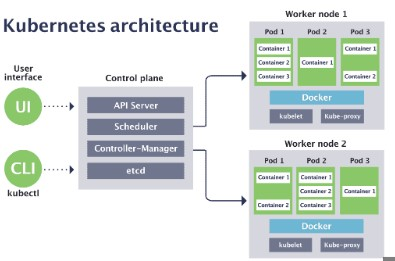 Kubernetes architecture
User
interface
UI
CLI
kubectl
Control plane
API Server
Scheduler
Controller-Manager
etcd
Worker node 1
Pod 1
Pod 2
Pod 3
Container 1
Container 2
Container 3
Container 1
Container 1
Container 2
Docker
kubelet
Kube-proxy
Worker node 2
Pod 1
Pod 2
Pod 3
Container 1
Container 2
Container 1
Container 2
Container 3
Container 1
Docker
kubelet
Kube-proxy